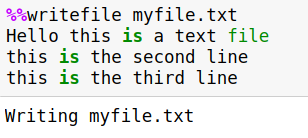 %%writefile myfile.txt
Hello this is a text file
this is the second line
this is the third line
Writing myfile.txt